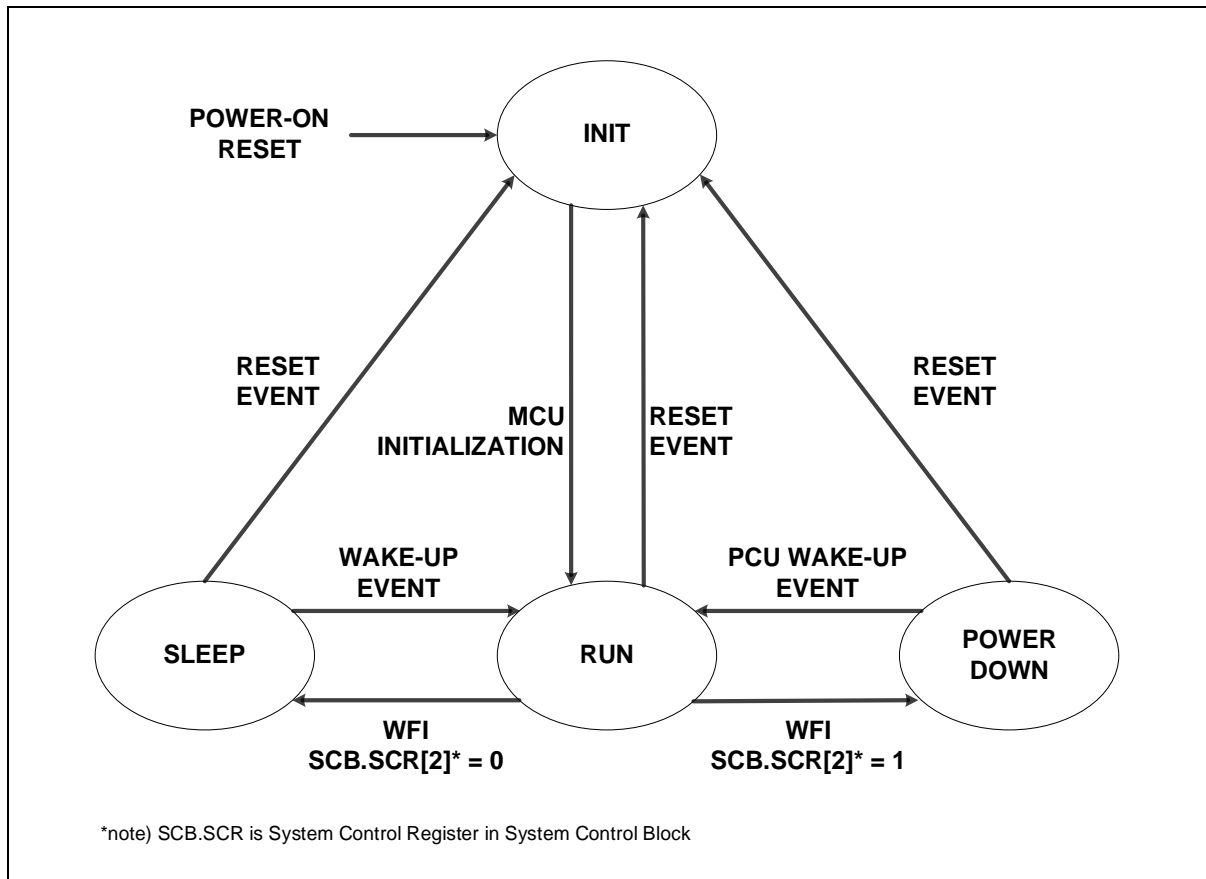 POWER-ON
RESET
INIT
RESET
EVENT
MCU
INITIALIZATION
RESET
EVENT
RESET
EVENT
WAKE-UP
EVENT
PCU WAKE-UP
EVENT
SLEEP
RUN
POWER
DOWN
WFI
SCB.SCR[2]* = 0
WFI
SCB.SCR[2]* = 1
*note) SCB.SCR is System Control Register in System Control Block